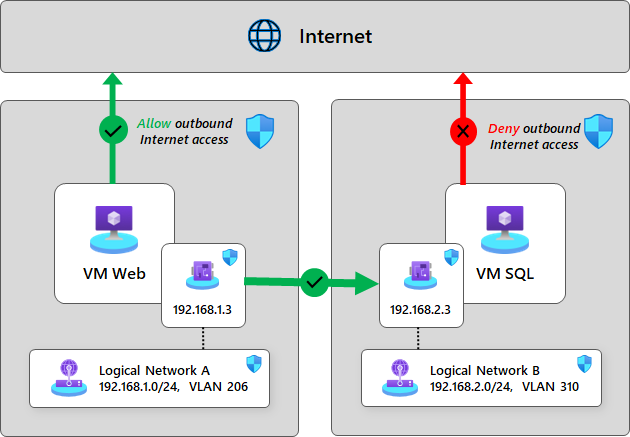 Internet
Allow outbound
Internet access
Deny outbound
Internet access
VM Web
VM SQL
192.168.1.3
192.168.2.3
Logical Network A
192.168.1.0/24, VLAN 206
Logical Network B
192.168.2.0/24, VLAN 310